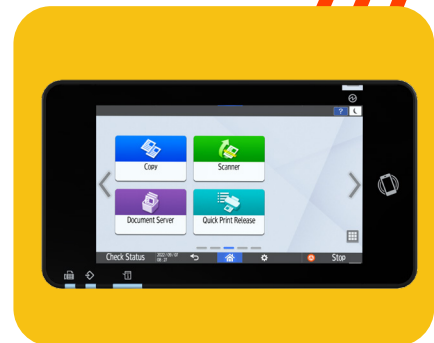 ?
Copy
Scanner
Document Server
Quick Print Release
Check Status
Stop